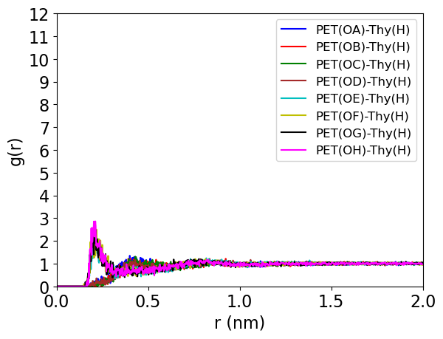 12
11
10
9
8
7
6
5
4
3
2
1
0
g(r)
PET(OA)-Thy(H)
PET(OB)-Thy(H)
PET(OC)-Thy(H)
PET(OD)-Thy(H)
PET(OE)-Thy(H)
PET(OF)-Thy(H)
PET(OG)-Thy(H)
PET(OH)-Thy(H)
0.0 0.5 1.0 1.5 2.0
r (nm)